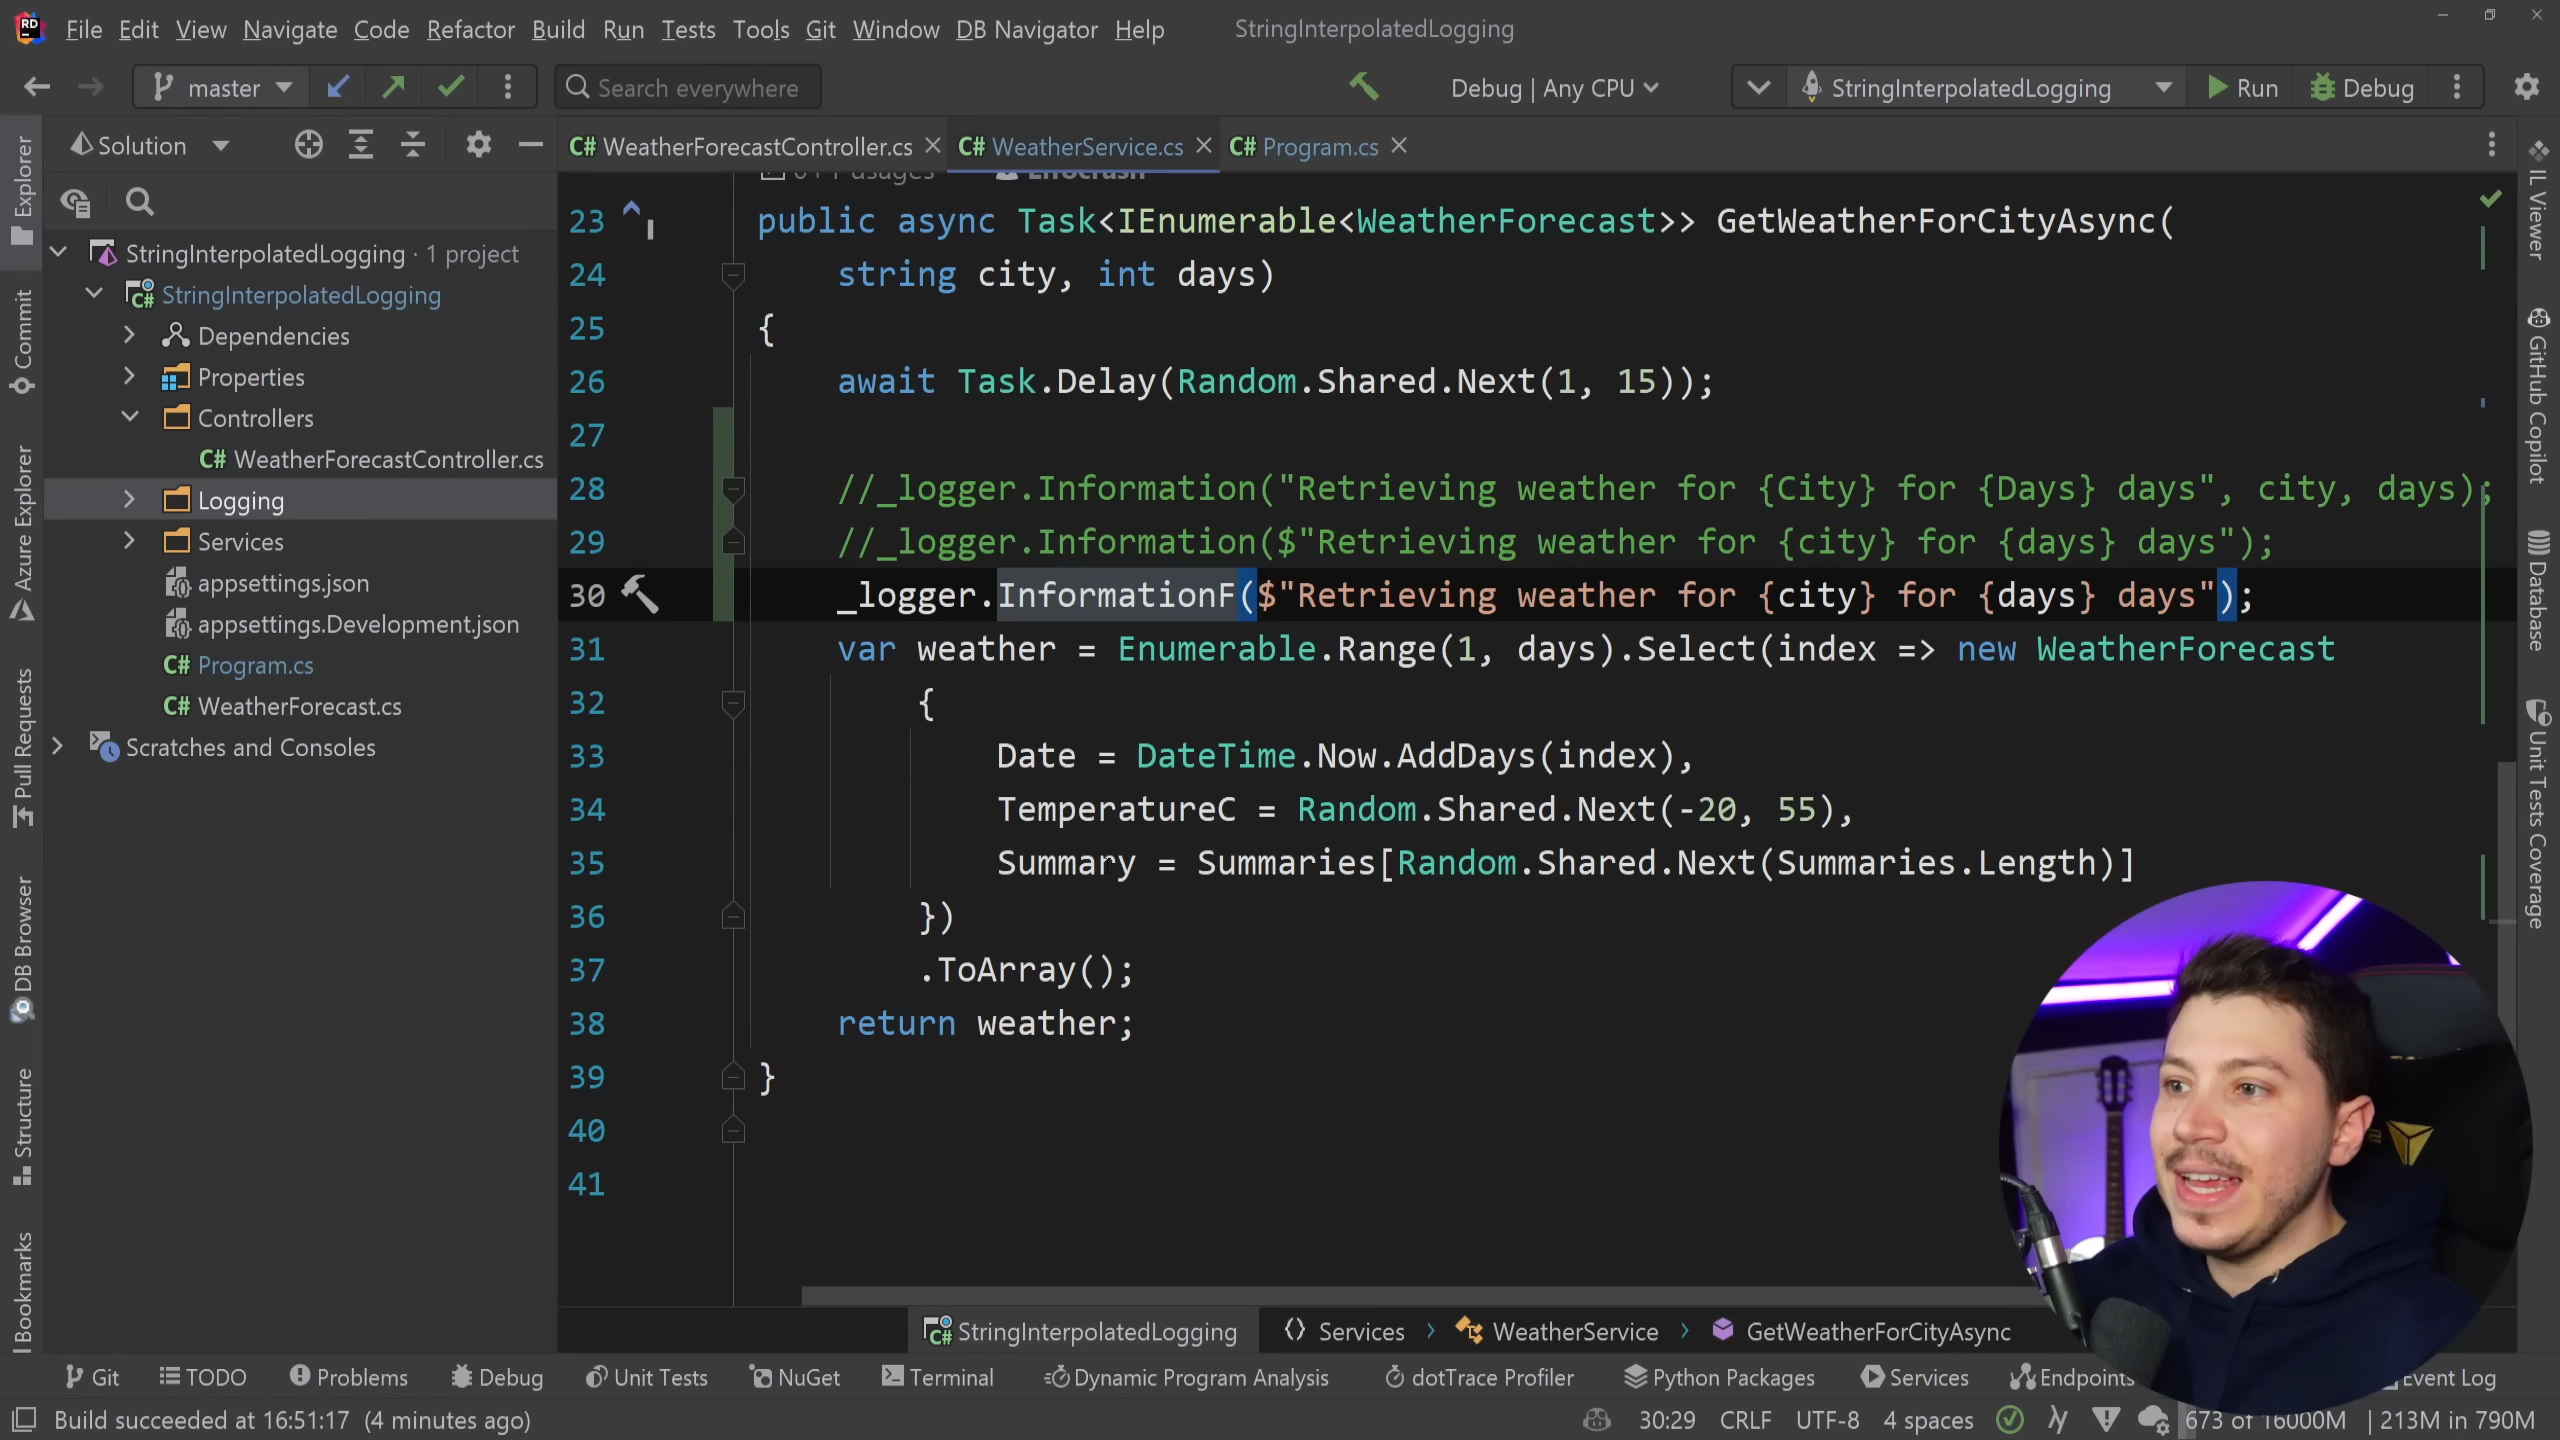 RD File Edit View Navigate Code Refactor Build Run Tests Tools Git Window DB Navigator Help StringInterpolatedLogging
master Search everywhere Debug | Any CPU StringInterpolatedLogging Run Debug
Solution
C# WeatherForecastController.cs C# WeatherService.cs C# Program.cs
StringInterpolatedLogging · 1 project
StringInterpolatedLogging
Dependencies
Properties
Controllers
C# WeatherForecastController.cs
Logging
Services
appsettings.json
appsettings.Development.json
C# Program.cs
C# WeatherForecast.cs
Scratches and Consoles
Explorer
Commit
Azure Explorer
Pull Requests
DB Browser
Structure
Bookmarks
23 public async Task<IEnumerable<WeatherForecast>> GetWeatherForCityAsync(
24 string city, int days)
25 {
26 await Task.Delay(Random.Shared.Next(1, 15));
27
28 //_logger.Information("Retrieving weather for {City} for {Days} days", city, days);
29 //_logger.Information($"Retrieving weather for {city} for {days} days");
30 _logger.InformationF($"Retrieving weather for {city} for {days} days");
31 var weather = Enumerable.Range(1, days).Select(index => new WeatherForecast
32 {
33 Date = DateTime.Now.AddDays(index),
34 TemperatureC = Random.Shared.Next(-20, 55),
35 Summary = Summaries[Random.Shared.Next(Summaries.Length)]
36 })
37 .ToArray();
38 return weather;
39 }
40
41
IL Viewer
GitHub Copilot
Database
Unit Tests Coverage
StringInterpolatedLogging Services WeatherService GetWeatherForCityAsync
Git TODO Problems Debug Unit Tests NuGet Terminal Dynamic Program Analysis dotTrace Profiler Python Packages Services Endpoints Event Log
Build succeeded at 16:51:17 (4 minutes ago) 30:29 CRLF UTF-8 4 spaces 673 of 16000M 213M in 790M